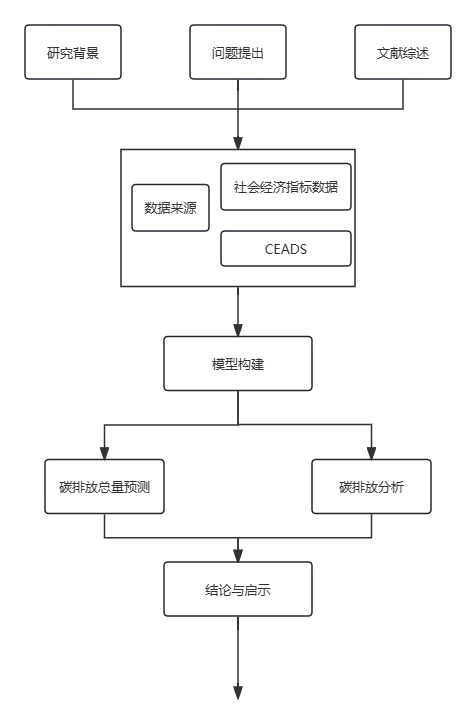 研究背景
问题提出
文献综述
数据来源
社会经济指标数据
CEADS
模型构建
碳排放总量预测
碳排放分析
结论与启示